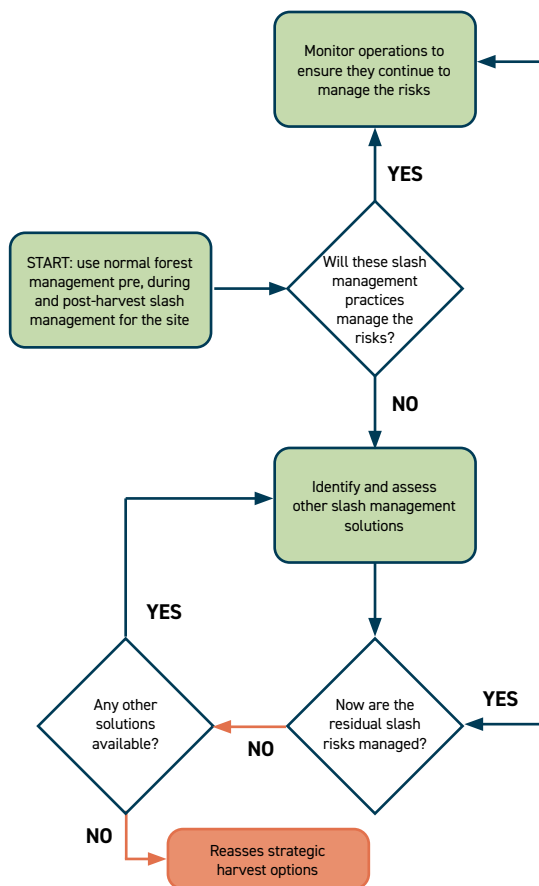 Monitor operations to
ensure they continue to
manage the risks
YES
START: use normal forest
management pre, during
and post-harvest slash
management for the site
Will these slash
management
practices
manage the
risks?
NO
Identify and assess
other slash management
solutions
YES
Any other
solutions
available?
NO
Now are the
residual slash
risks managed?
YES
NO
Reasses strategic
harvest options